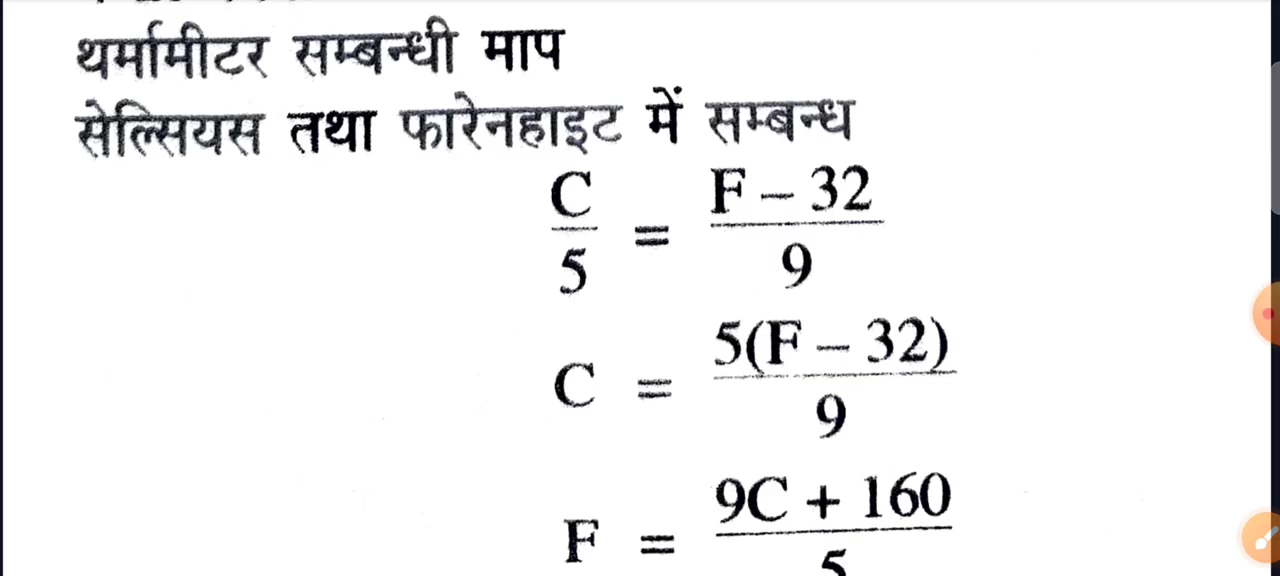 थर्मामीटर सम्बन्धी माप
सेल्सियस तथा फारेनहाइट में सम्बन्ध
C/5 = F – 32/9
C = 5(F – 32)/9
F = 9C + 160/5